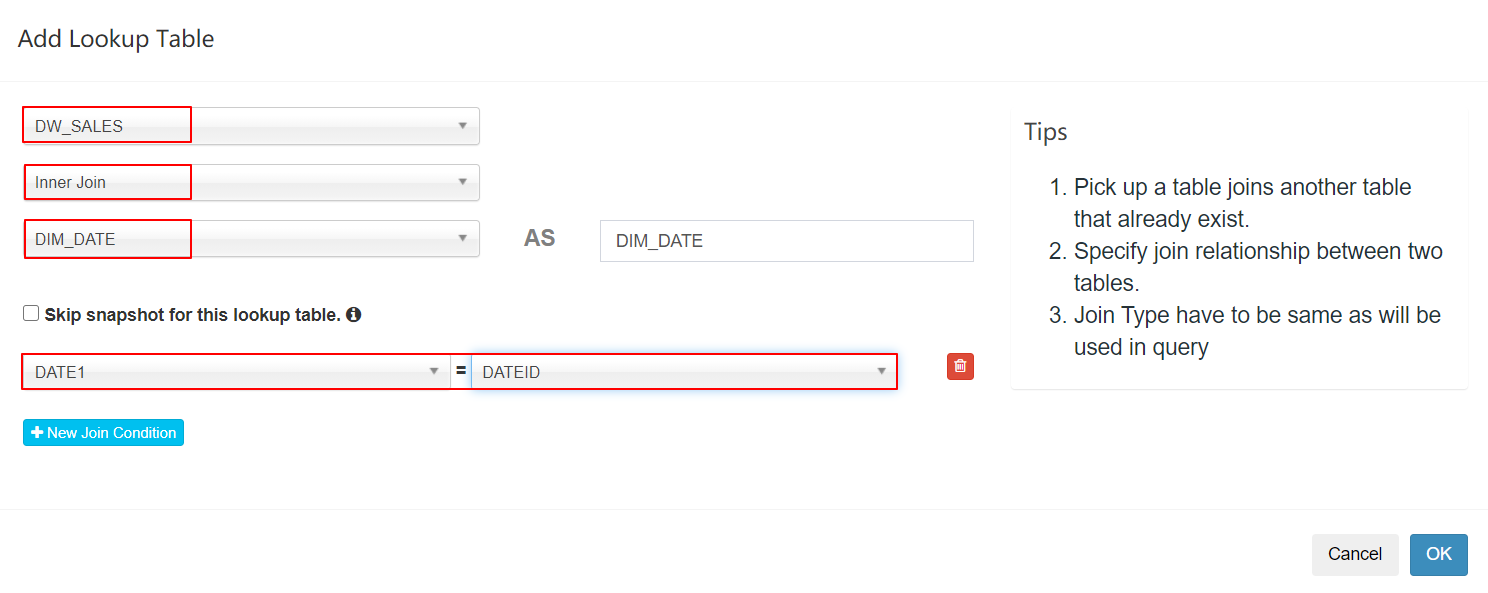 Add Lookup Table
DW_SALES
Inner Join
DIM_DATE
AS
DIM_DATE
Skip snapshot for this lookup table.
DATE1
=
DATEID
New Join Condition
Tips
1. Pick up a table joins another table
that already exist.
2. Specify join relationship between two
tables.
3. Join Type have to be same as will be
used in query
Cancel
OK